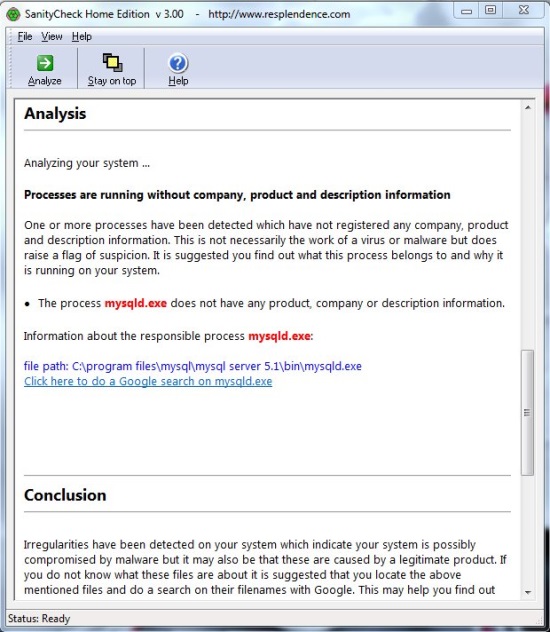 SanityCheck Home Edition v 3.00 - http://www.resplendence.com
File View Help
Analyze Stay on top Help
Analysis
Analyzing your system ...
Processes are running without company, product and description information
One or more processes have been detected which have not registered any company, product
and description information. This is not necessarily the work of a virus or malware but does
raise a flag of suspicion. It is suggested you find out what this process belongs to and why it
is running on your system.
• The process mysqld.exe does not have any product, company or description information.
Information about the responsible process mysqld.exe:
file path: C:\program files\mysql\mysql server 5.1\bin\mysqld.exe
Click here to do a Google search on mysqld.exe
Conclusion
Irregularities have been detected on your system which indicate your system is possibly
compromised by malware but it may also be that these are caused by a legitimate product. If
you do not know what these files are about it is suggested that you locate the above
mentioned files and do a search on their filenames with Google. This may help you find out
Status: Ready